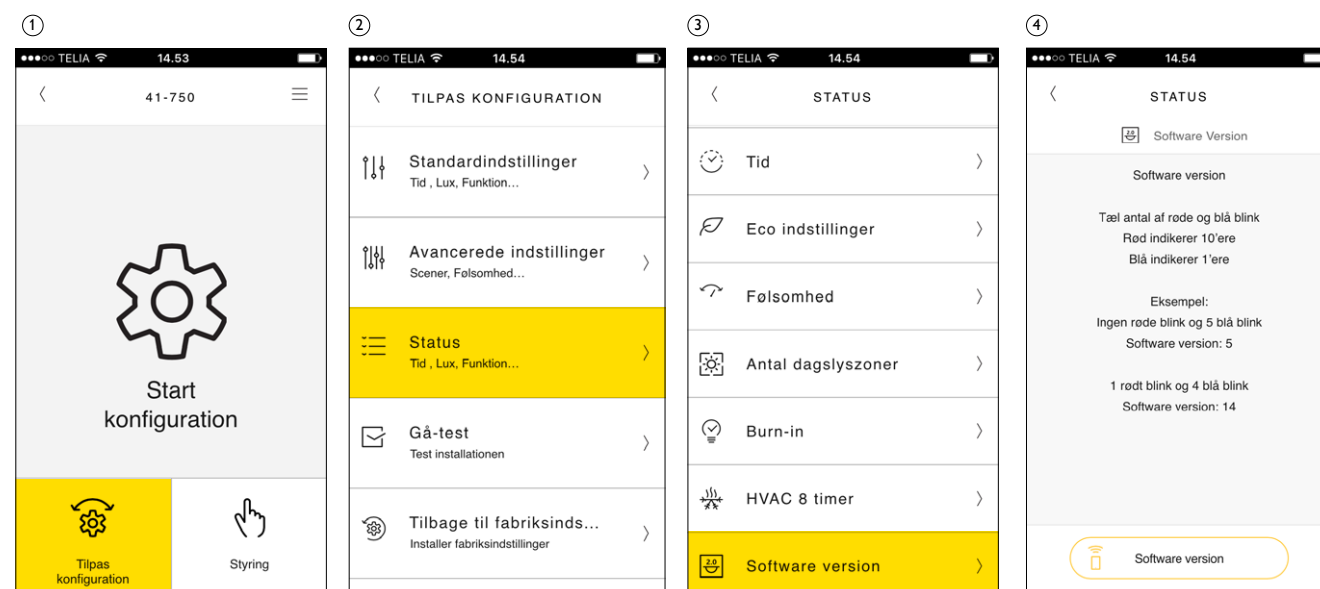 1
●●●○○ TELIA 14.53
41-750
Start
konfiguration
Tilpas
konfiguration
Styring
2
●●●○○ TELIA 14.54
TILPAS KONFIGURATION
Standardindstillinger
Tid , Lux, Funktion...
Avancerede indstillinger
Scener, Følsomhed...
Status
Tid , Lux, Funktion...
Gå-test
Test installationen
Tilbage til fabriksinds...
Installer fabriksindstillinger
3
●●●○○ TELIA 14.54
STATUS
Tid
Eco indstillinger
Følsomhed
Antal dagslyszoner
Burn-in
HVAC 8 timer
2.0
Software version
4
●●●○○ TELIA 14.54
STATUS
2.0
Software Version
Software version
Tæl antal af røde og blå blink
Rød indikerer 10'ere
Blå indikerer 1'ere
Eksempel:
Ingen røde blink og 5 blå blink
Software version: 5
1 rødt blink og 4 blå blink
Software version: 14
Software version